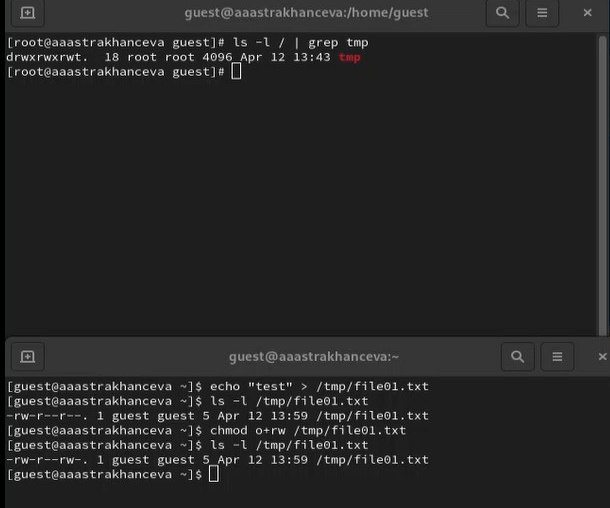 guest@aaastrakhanceva:/home/guest
[root@aaastrakhanceva guest]# ls -l / | grep tmp
drwxrwxrwt.  18 root root 4096 Apr 12 13:43 tmp
[root@aaastrakhanceva guest]#
guest@aaastrakhanceva:~
[guest@aaastrakhanceva ~]$ echo "test" > /tmp/file01.txt
[guest@aaastrakhanceva ~]$ ls -l /tmp/file01.txt
-rw-r--r--. 1 guest guest 5 Apr 12 13:59 /tmp/file01.txt
[guest@aaastrakhanceva ~]$ chmod o+rw /tmp/file01.txt
[guest@aaastrakhanceva ~]$ ls -l /tmp/file01.txt
-rw-r--rw-. 1 guest guest 5 Apr 12 13:59 /tmp/file01.txt
[guest@aaastrakhanceva ~]$